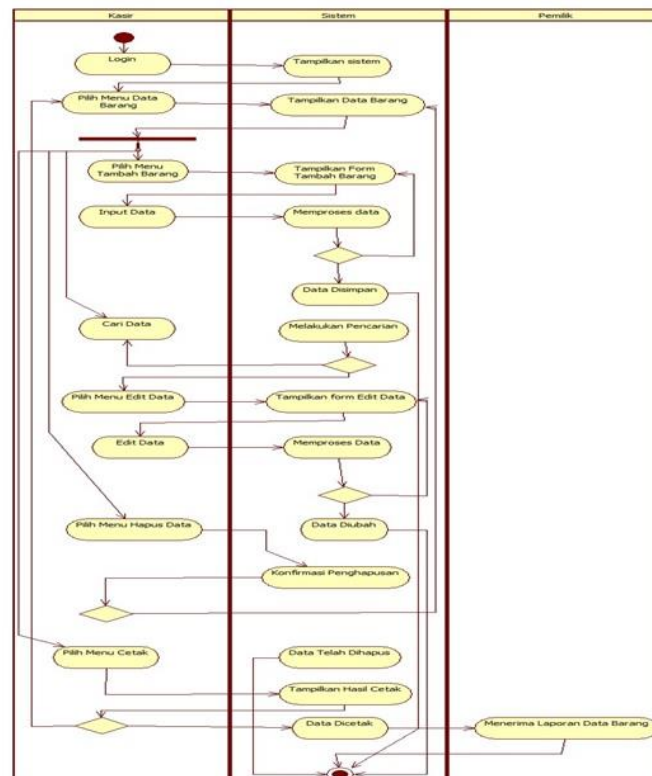 Kasir
Sistem
Pemilik
Login
Tampilkan sistem
Pilih Menu Data
Barang
Tampilkan Data Barang
Pilih Menu
Tambah Barang
Tampilkan Form
Tambah Barang
Input Data
Memproses data
Data Disimpan
Cari Data
Melakukan Pencarian
Pilih Menu Edit Data
Tampilkan form Edit Data
Edit Data
Memproses Data
Pilih Menu Hapus Data
Data Diubah
Konfirmasi Penghapusan
Pilih Menu Cetak
Data Telah Dihapus
Tampilkan Hasil Cetak
Data Dicetak
Menerima Laporan Data Barang